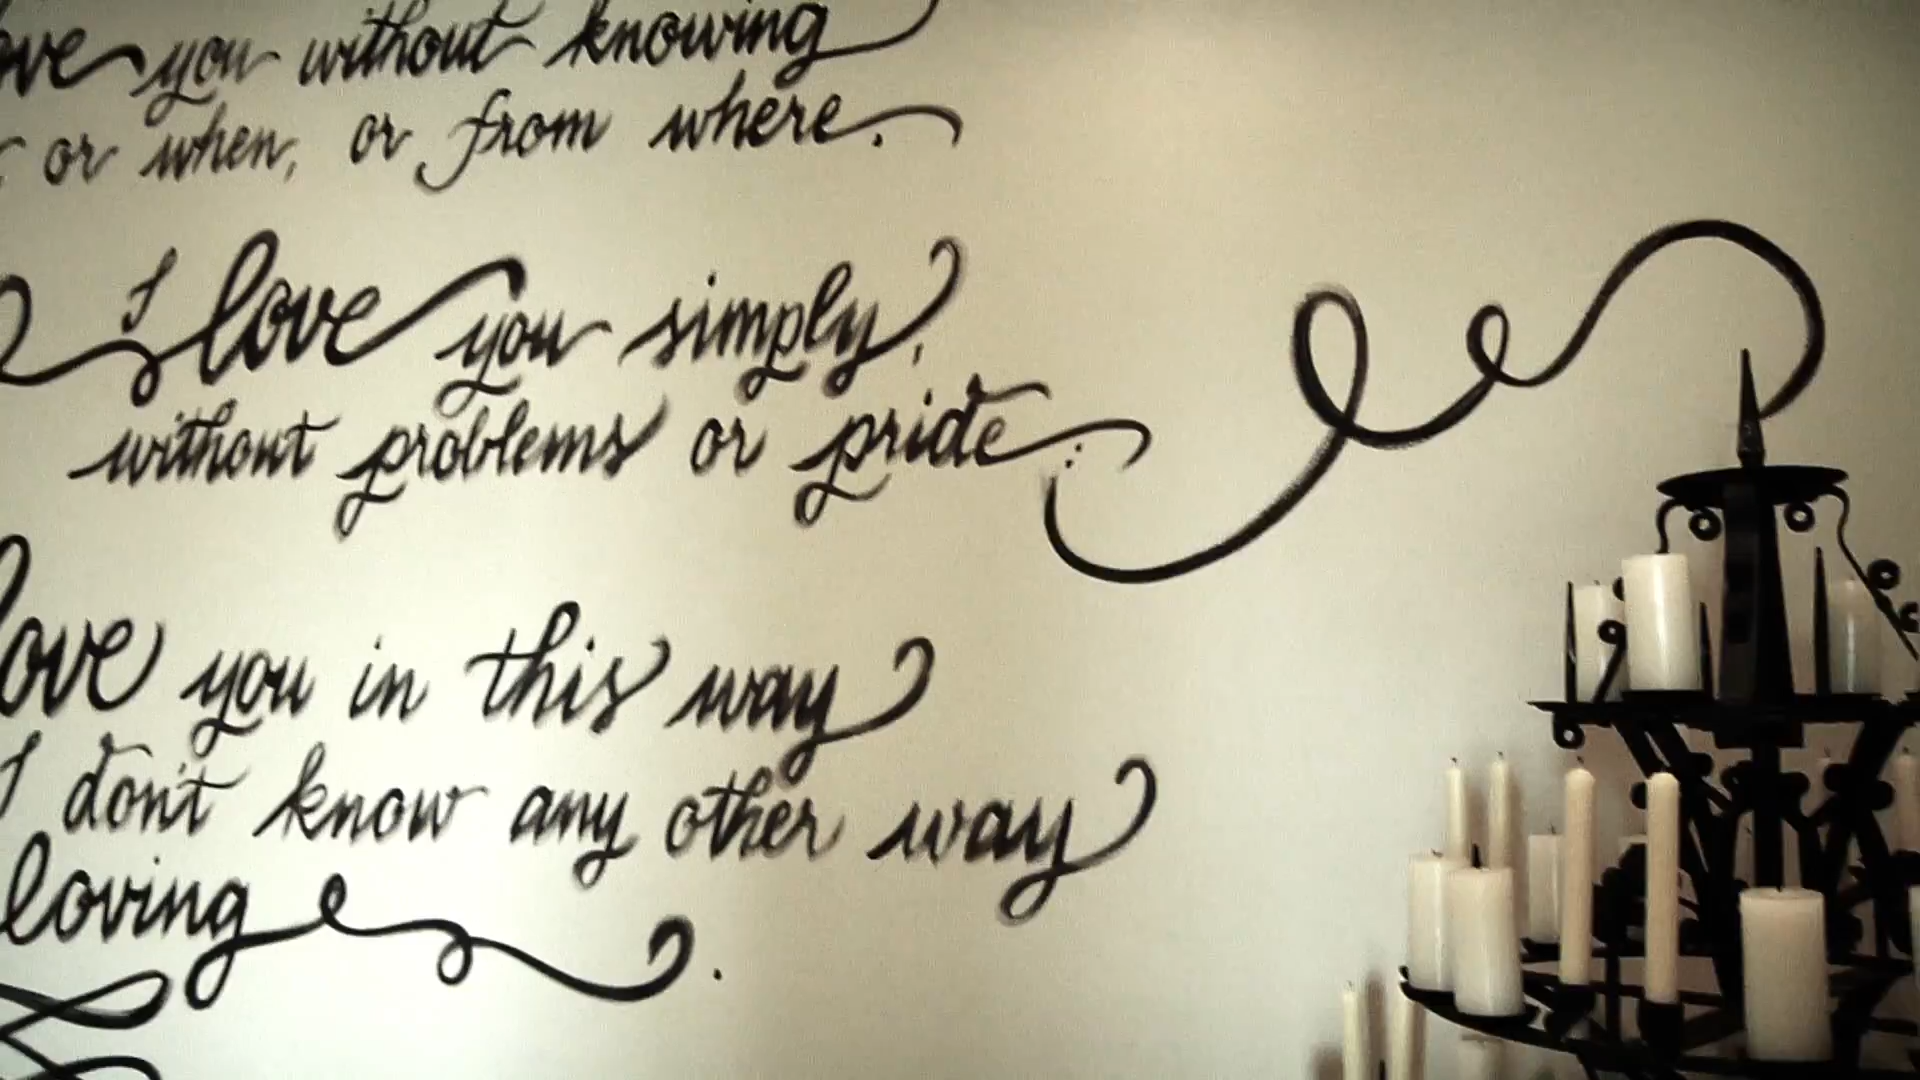 love you without knowing
or when, or from where.
I love you simply,
without problems or pride:
love you in this way
I don't know any other way
loving.